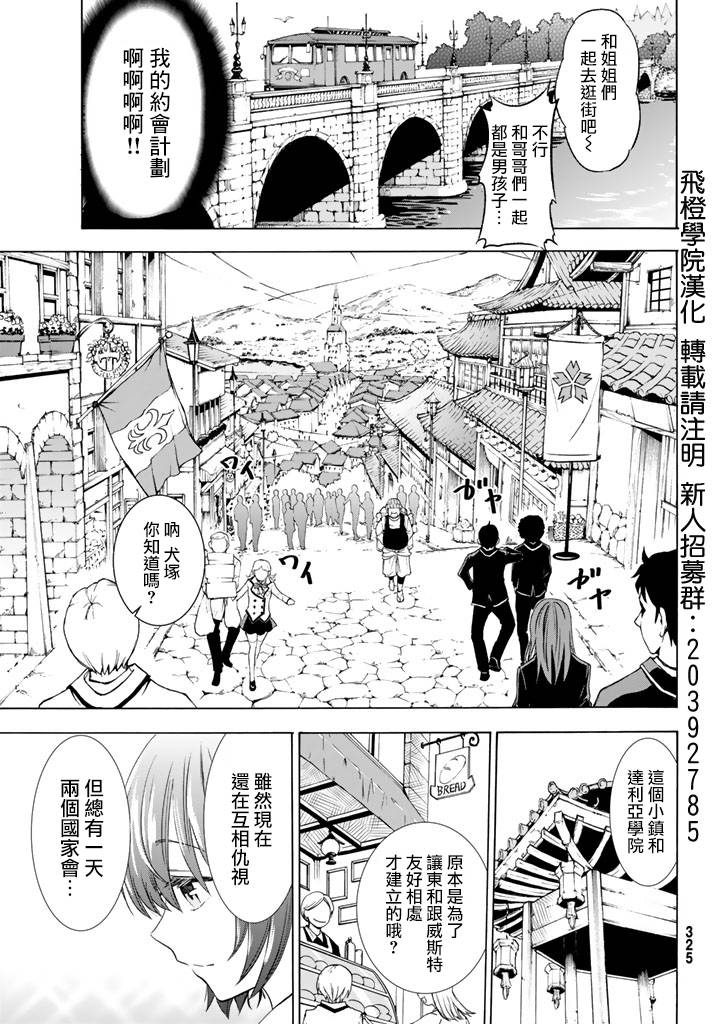 和姐姐們
一起去逛街吧～
不行
和哥哥們一起
都是男孩子…
我的約會計劃
啊啊啊啊!!
ワイ
ガヤ
ガヤ
吶 犬塚
你知道嗎？
這個小鎮和
達利亞學院
BREAD
原本是為了
讓東和跟威斯特
友好相處
才建立的哦？
雖然現在
還在互相仇視
但總有一天
兩個國家會…
飛橙學院漢化 轉載請注明 新人招募群：20392785
325